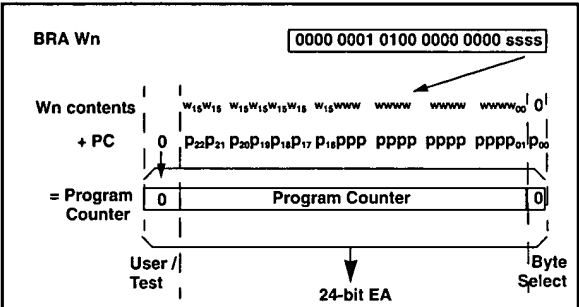 BRA Wn 0000 0001 0100 0000 0000 ssss
Wn contents w₁₅w₁₅ w₁₅w₁₅w₁₅w₁₅ w₁₅www wwww wwww wwww₀₀ 0
+ PC 0 p₂₂p₂₁ p₂₀p₁₉p₁₈p₁₇ p₁₆ppp pppp pppp pppp₀₁ p₀₀
= Program 0 Program Counter 0
Counter
User / Byte
Test Select
24-bit EA